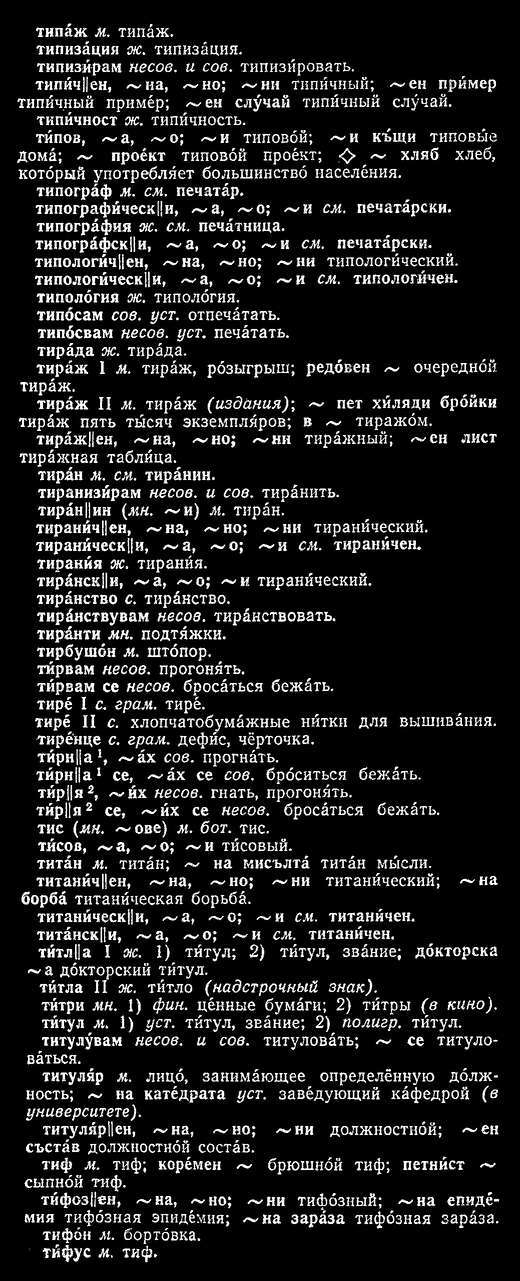 типа́ж м. типа́ж.
типиза́ция ж. типиза́ция.
типизи́рам несов. и сов. типизи́ровать.
типи́ч||ен, ~на, ~но; ~ни типи́чный; ~ен приме́р
типи́чный приме́р; ~ен слу́чай типи́чный слу́чай.
типи́чност ж. типи́чность.
ти́пов, ~а, ~о; ~и типово́й; ~и къ́щи типовы́е
дома́; ~ прое́кт типово́й прое́кт; ◇ ~ хляб хлеб,
кото́рый употребля́ет большинство́ населе́ния.
типогра́ф м. см. печата́р.
типографи́ческ||и, ~а, ~о; ~и см. печата́рски.
типогра́фия ж. см. печа́тница.
типогра́фск||и, ~а, ~о; ~и см. печата́рски.
типологи́ч||ен, ~на, ~но; ~ни типологи́ческий.
типологи́ческ||и, ~а, ~о; ~и см. типологи́чен.
типоло́гия ж. типоло́гия.
типо́сам сов. уст. отпеча́тать.
типо́свам несов. уст. печа́тать.
тира́да ж. тира́да.
тира́ж I м. тира́ж, ро́зыгрыш; редо́вен ~ очередно́й
тира́ж.
тира́ж II м. тира́ж (издания); ~ пет хи́ляди бро́йки
тира́ж пять ты́сяч экземпля́ров; в ~ тиражо́м.
тира́ж||ен, ~на, ~но; ~ни тира́жный; ~ен лист
тира́жная табли́ца.
тира́н м. см. тира́нин.
тиранизи́рам несов. и сов. тира́нить.
тира́н||ин (мн. ~и) м. тира́н.
тирани́ч||ен, ~на, ~но; ~ни тирани́ческий.
тирани́ческ||и, ~а, ~о; ~и см. тирани́чен.
тирани́я ж. тирани́я.
тира́нск||и, ~а, ~о; ~и тирани́ческий.
тира́нство с. тира́нство.
тира́нствувам несов. тира́нствовать.
тира́нти мн. подтя́жки.
тирбушо́н м. што́пор.
ти́рвам несов. прогоня́ть.
ти́рвам се несов. броса́ться бежа́ть.
тире́ I с. грам. тире́.
тире́ II с. хлопчатобума́жные ни́тки для вышива́ния.
тире́нце с. грам. дефи́с, чёрточка.
ти́рн||а ¹, ~ах сов. прогна́ть.
ти́рн||а ¹ се, ~ах се сов. бро́ситься бежа́ть.
ти́р||я ², ~их несов. гнать, прогоня́ть.
ти́р||я ² се, ~их се несов. броса́ться бежа́ть.
тис (мн. ~ове) м. бот. тис.
ти́сов, ~а, ~о; ~и ти́совый.
тита́н м. тита́н; ~ на мисълта́ тита́н мы́сли.
титани́ч||ен, ~на, ~но; ~ни титани́ческий; ~на
борба́ титани́ческая борьба́.
титани́ческ||и, ~а, ~о; ~и см. титани́чен.
тита́нск||и, ~а, ~о; ~и см. титани́чен.
ти́тл||а I ж. 1) ти́тул; 2) ти́тул, зва́ние; до́кторска
~а до́кторский ти́тул.
ти́тла II ж. ти́тло (надстрочный знак).
ти́три мн. 1) фин. це́нные бума́ги; 2) ти́тры (в кино).
ти́тул м. 1) уст. ти́тул, зва́ние; 2) полигр. ти́тул.
титулу́вам несов. и сов. титулова́ть; ~ се титуло-
ва́ться.
титуля́р м. лицо́, занима́ющее определённую до́лж-
ность; ~ на кате́драта уст. заве́дующий ка́федрой (в
университете).
титуля́р||ен, ~на, ~но; ~ни должностно́й; ~ен
съста́в должностно́й соста́в.
тиф м. тиф; коре́мен ~ брюшно́й тиф; петни́ст ~
сыпно́й тиф.
тифо́з||ен, ~на, ~но; ~ни тифо́зный; ~на епиде́-
мия тифо́зная эпиде́мия; ~на зара́за тифо́зная зара́за.
тифо́н м. борто́вка.
ти́фус м. тиф.